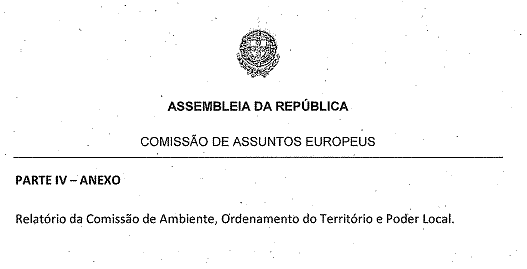 ASSEMBLEIA DA REPÚBLICA
COMISSÃO DE ASSUNTOS EUROPEUS
PARTE IV – ANEXO
Relatório da Comissão de Ambiente, Ordenamento do Território e Poder Local.